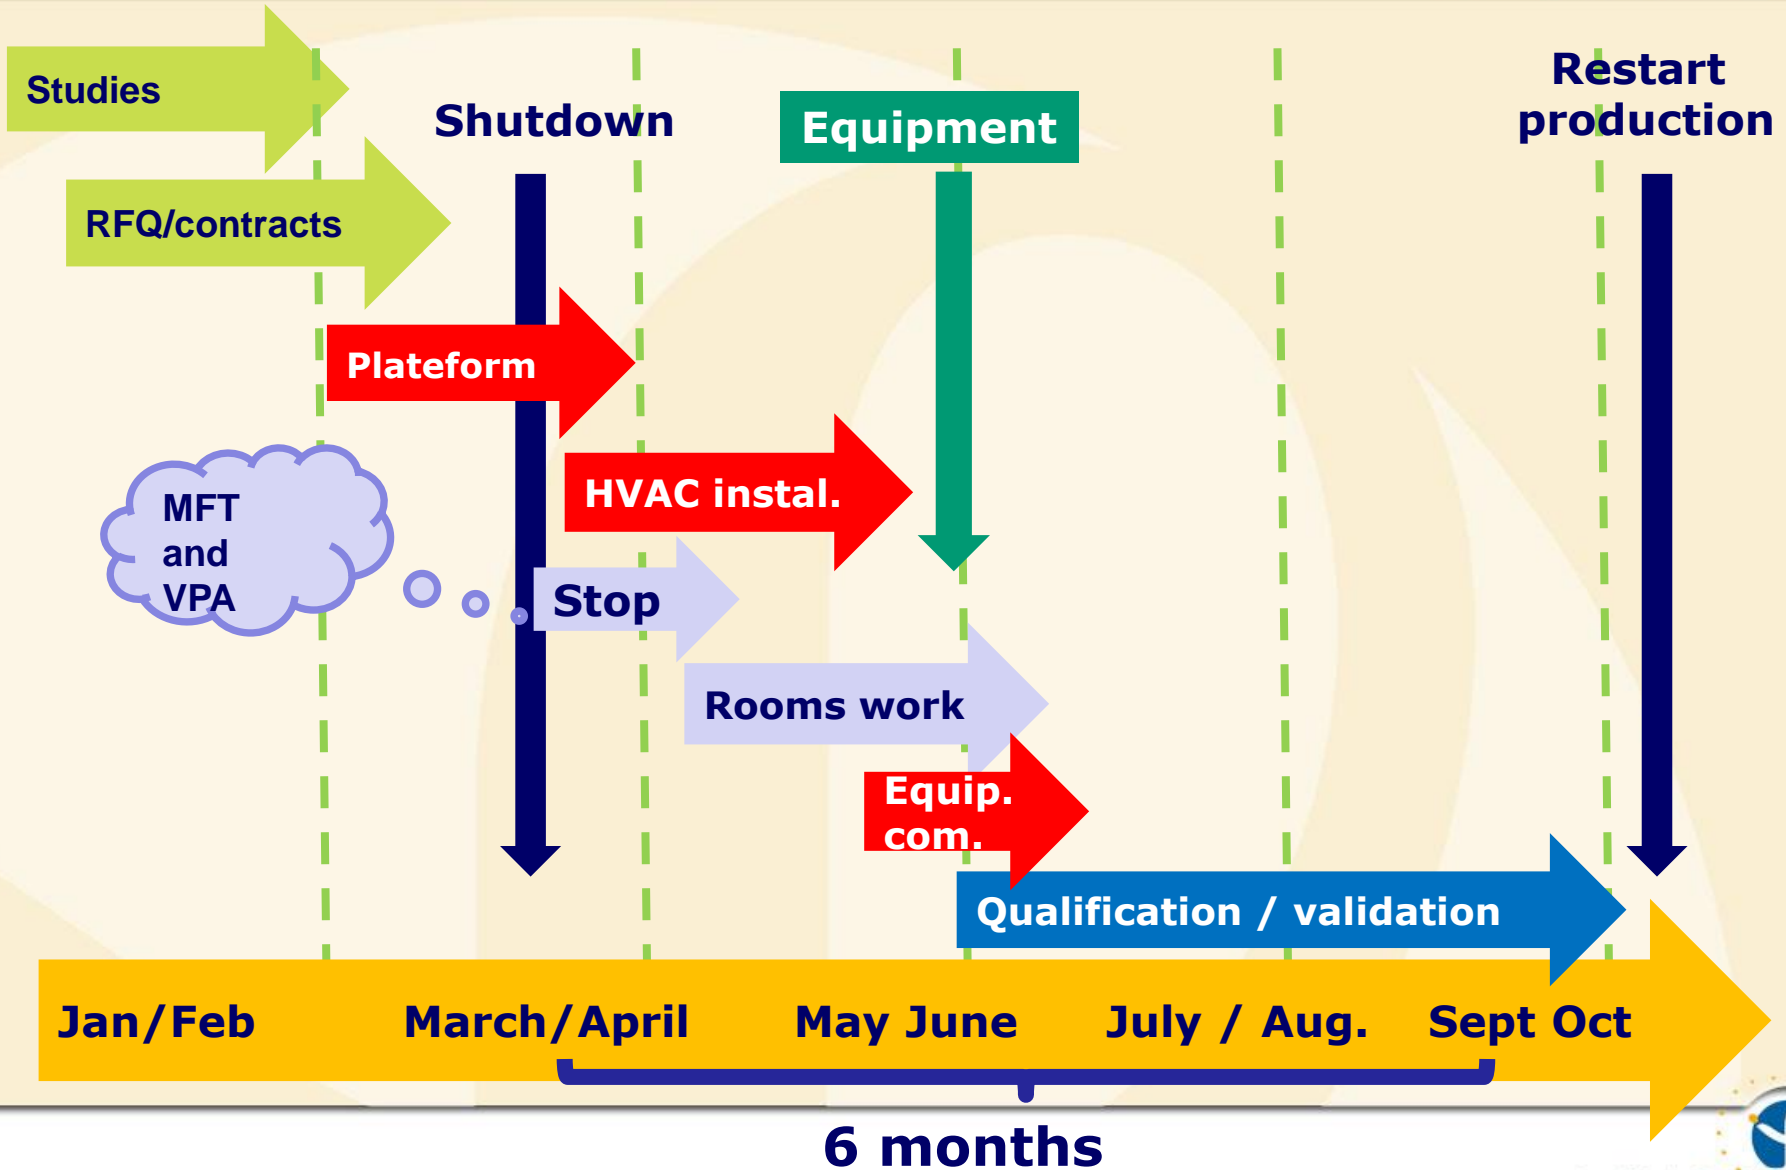 Studies
Shutdown
Equipment
Restart
production
RFQ/contracts
Plateform
HVAC instal.
MFT
and
VPA
Stop
Rooms work
Equip.
com.
Qualification / validation
Jan/Feb
March/April
May June
July / Aug.
Sept Oct
6 months